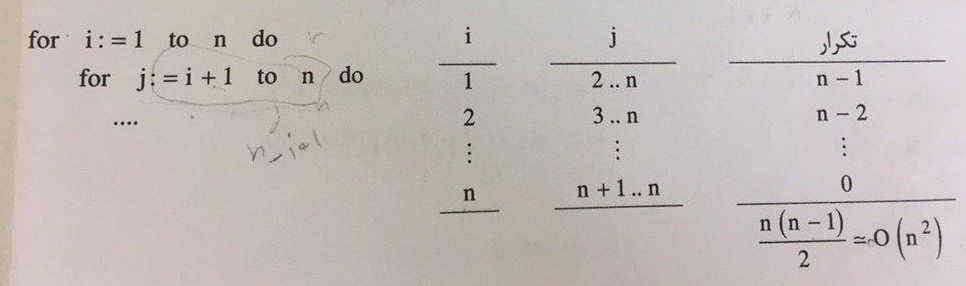 for i := 1 to n do
for j := i + 1 to n do
....
i j تکرار
1 2 .. n n − 1
2 3 .. n n − 2
⋮ ⋮ ⋮
n n + 1 .. n 0
n (n − 1) / 2 ≃ O (n²)